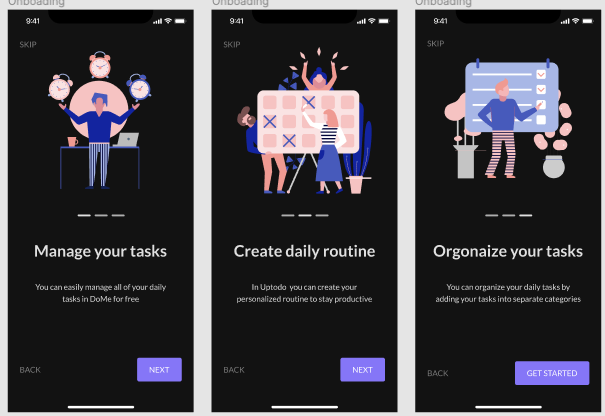 Onboading
9:41
SKIP
Manage your tasks
You can easily manage all of your daily
tasks in DoMe for free
BACK
NEXT
Onboading
9:41
SKIP
Create daily routine
In Uptodo you can create your
personalized routine to stay productive
BACK
NEXT
Onboading
9:41
SKIP
Orgonaize your tasks
You can organize your daily tasks by
adding your tasks into separate categories
BACK
GET STARTED